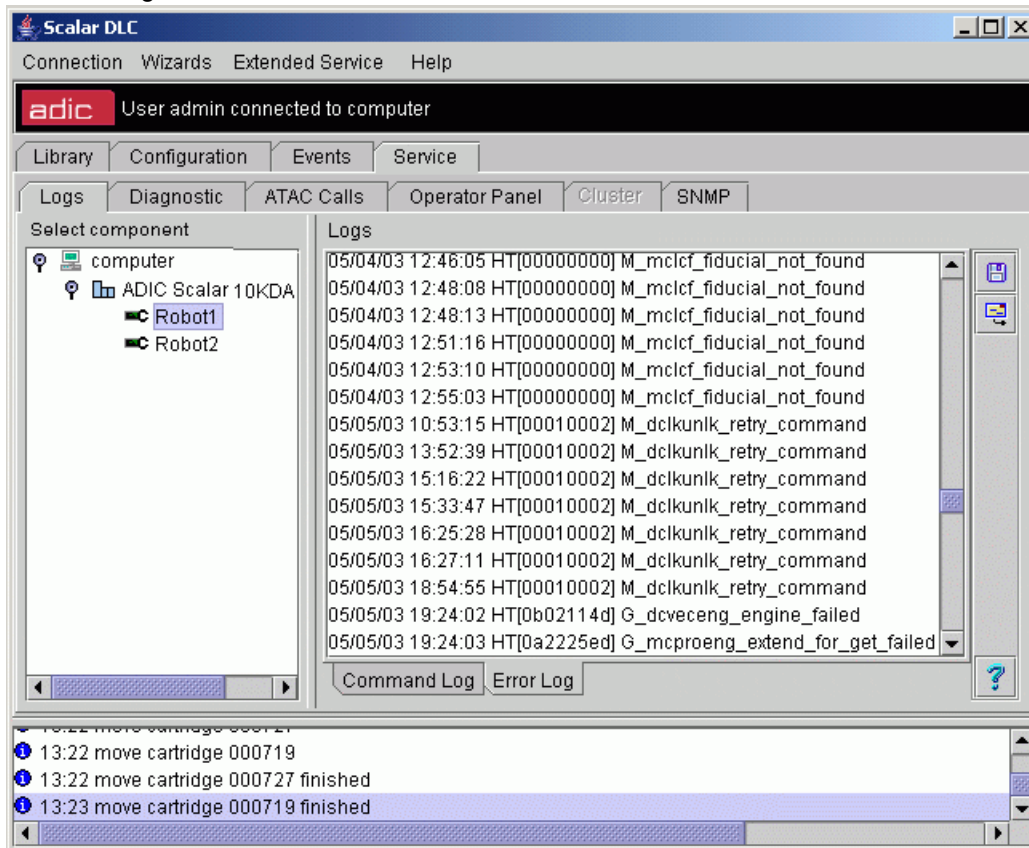 Scalar DLC
Connection Wizards Extended Service Help
adic User admin connected to computer
Library Configuration Events Service
Logs Diagnostic ATAC Calls Operator Panel Cluster SNMP
Select component
computer
ADIC Scalar 10KDA
Robot1
Robot2
Logs
05/04/03 12:46:05 HT[00000000] M_mclcf_fiducial_not_found
05/04/03 12:48:08 HT[00000000] M_mclcf_fiducial_not_found
05/04/03 12:48:13 HT[00000000] M_mclcf_fiducial_not_found
05/04/03 12:51:16 HT[00000000] M_mclcf_fiducial_not_found
05/04/03 12:53:10 HT[00000000] M_mclcf_fiducial_not_found
05/04/03 12:55:03 HT[00000000] M_mclcf_fiducial_not_found
05/05/03 10:53:15 HT[00010002] M_dclkunlk_retry_command
05/05/03 13:52:39 HT[00010002] M_dclkunlk_retry_command
05/05/03 15:16:22 HT[00010002] M_dclkunlk_retry_command
05/05/03 15:33:47 HT[00010002] M_dclkunlk_retry_command
05/05/03 16:25:28 HT[00010002] M_dclkunlk_retry_command
05/05/03 16:27:11 HT[00010002] M_dclkunlk_retry_command
05/05/03 18:54:55 HT[00010002] M_dclkunlk_retry_command
05/05/03 19:24:02 HT[0b02114d] G_dcveceng_engine_failed
05/05/03 19:24:03 HT[0a2225ed] G_mcproeng_extend_for_get_failed
Command Log Error Log
13:22 move cartridge 000727
13:22 move cartridge 000719
13:22 move cartridge 000727 finished
13:23 move cartridge 000719 finished